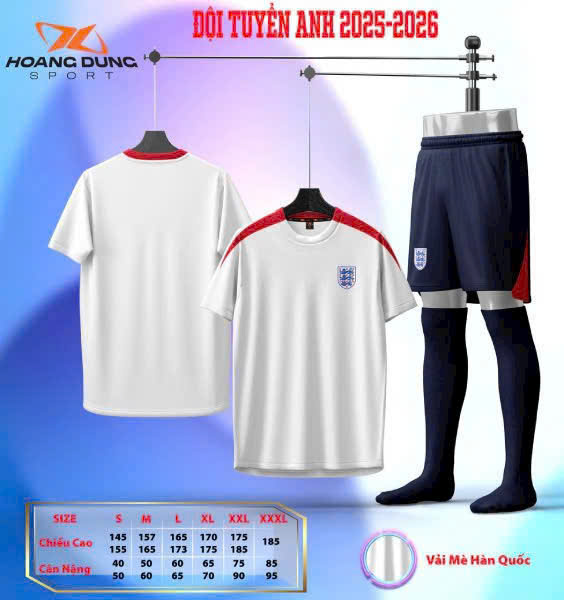 ĐỘI TUYỂN ANH 2025-2026
HOANG DUNG
SPORT
SIZE S M L XL XXL XXXL
Chiều Cao 145 157 165 170 175 185
155 165 173 175 185
Cân Nặng 40 50 60 65 75 85
50 60 65 70 90 95
Vải Mè Hàn Quốc